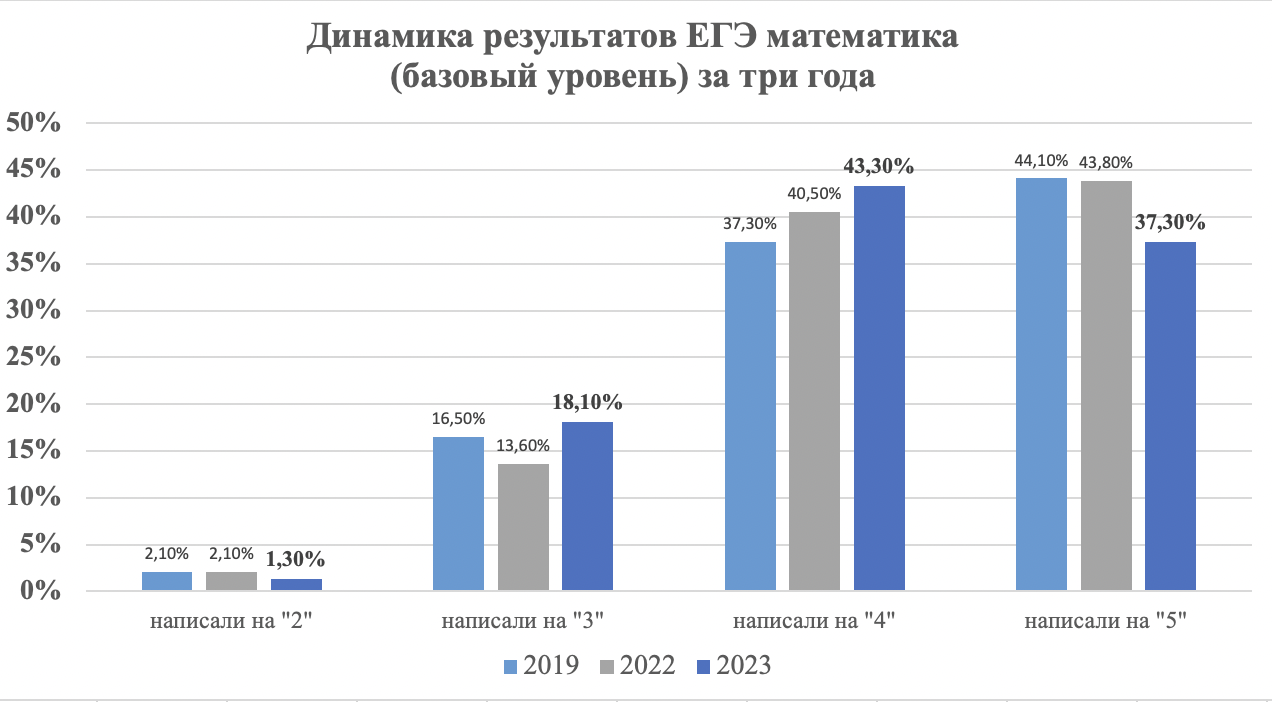 Динамика результатов ЕГЭ математика
(базовый уровень) за три года
50%
45%
40%
35%
30%
25%
20%
15%
10%
5%
0%
2,10% 2,10% 1,30%
16,50% 13,60% 18,10%
37,30% 40,50% 43,30%
44,10% 43,80% 37,30%
написали на "2" написали на "3" написали на "4" написали на "5"
2019 2022 2023